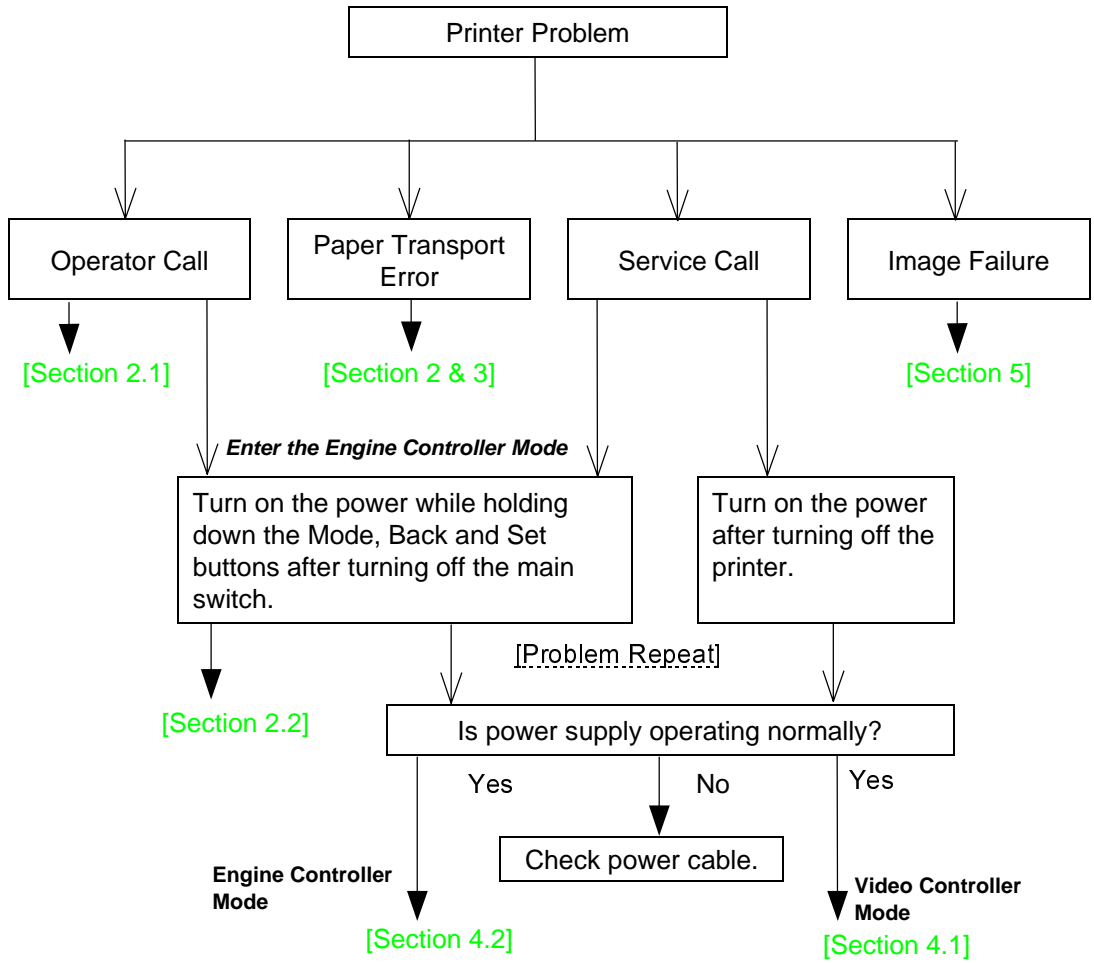 Printer Problem
Operator Call
Paper Transport
Error
Service Call
Image Failure
[Section 2.1]
[Section 2 & 3]
[Section 5]
Enter the Engine Controller Mode
Turn on the power while holding
down the Mode, Back and Set
buttons after turning off the main
switch.
Turn on the power
after turning off the
printer.
[Problem Repeat]
[Section 2.2]
Is power supply operating normally?
Yes
No
Yes
Check power cable.
Engine Controller
Mode
Video Controller
Mode
[Section 4.2]
[Section 4.1]